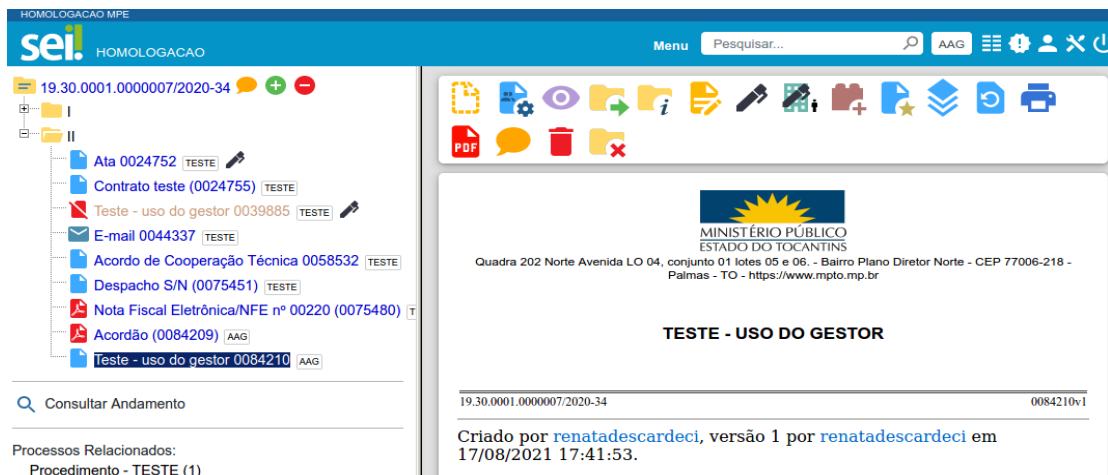 HOMOLOGACAO MPE
sei!
HOMOLOGACAO
Menu
Pesquisar...
AAG
19.30.0001.0000007/2020-34
I
II
Ata 0024752 TESTE
Contrato teste (0024755) TESTE
Teste - uso do gestor 0039885 TESTE
E-mail 0044337 TESTE
Acordo de Cooperação Técnica 0058532 TESTE
Despacho S/N (0075451) TESTE
Nota Fiscal Eletrônica/NFE nº 00220 (0075480) T
Acordão (0084209) AAG
Teste - uso do gestor 0084210 AAG
Consultar Andamento
Processos Relacionados:
Procedimento - TESTE (1)
i
PDF
MINISTÉRIO PÚBLICO
ESTADO DO TOCANTINS
Quadra 202 Norte Avenida LO 04, conjunto 01 lotes 05 e 06. - Bairro Plano Diretor Norte - CEP 77006-218 -
Palmas - TO - https://www.mpto.mp.br
TESTE - USO DO GESTOR
19.30.0001.0000007/2020-34 0084210v1
Criado por renatadescardeci, versão 1 por renatadescardeci em
17/08/2021 17:41:53.